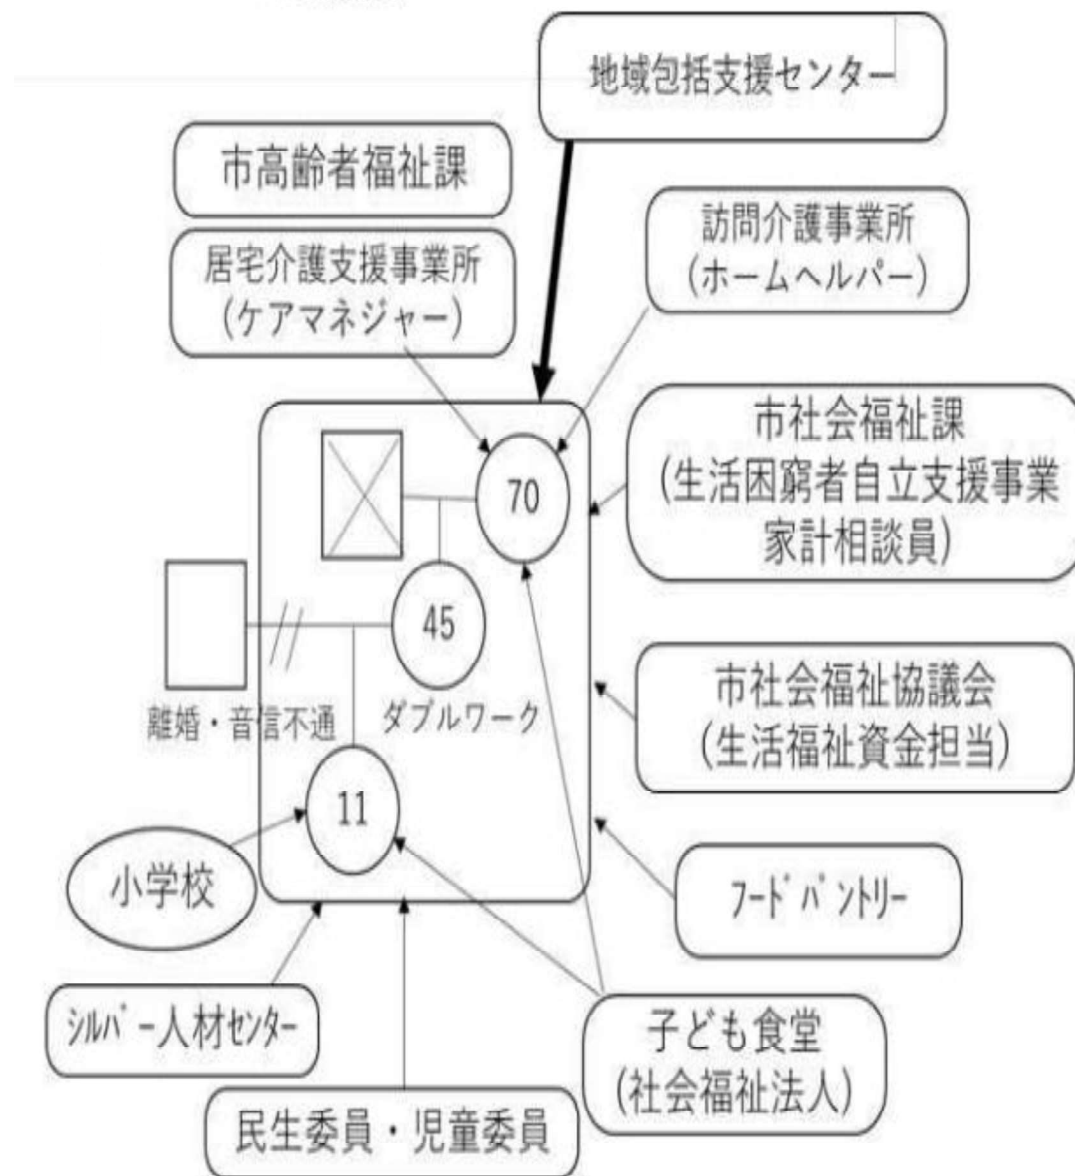 地域包括支援センター
市高齢者福祉課
訪問介護事業所
(ホームヘルパー)
居宅介護支援事業所
(ケアマネジャー)
市社会福祉課
(生活困窮者自立支援事業
家計相談員)
70
45
離婚・音信不通
ダブルワーク
市社会福祉協議会
(生活福祉資金担当)
11
小学校
ﾌｰﾄﾞﾊﾟﾝﾄﾘｰ
ｼﾙﾊﾞｰ人材ｾﾝﾀｰ
子ども食堂
(社会福祉法人)
民生委員・児童委員